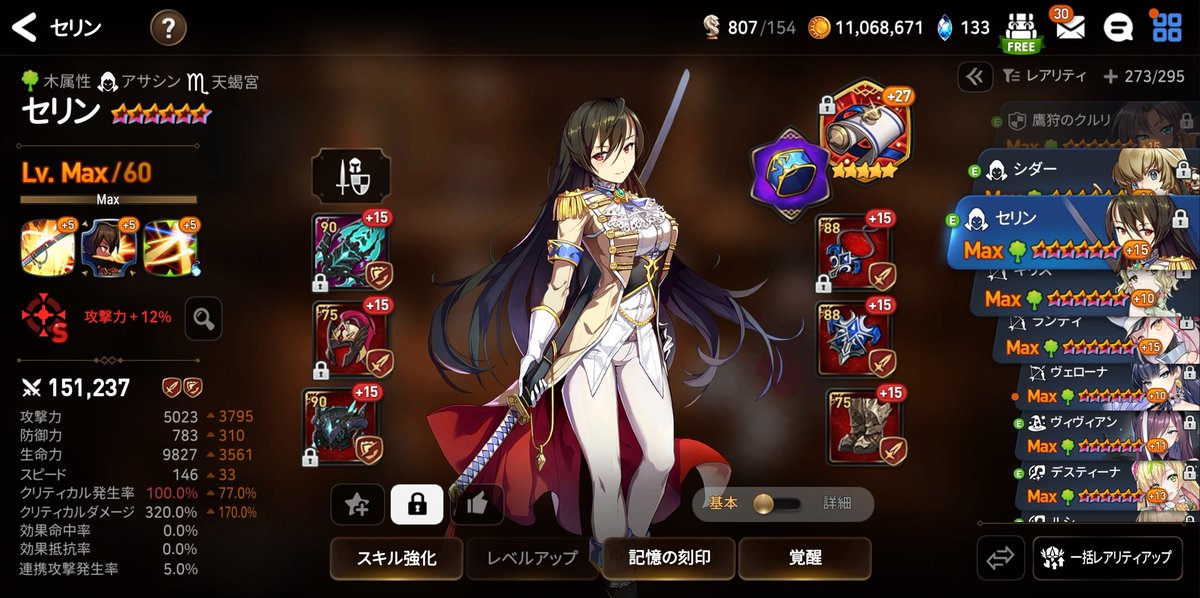 セリン
?
807/154
11,068,671
133
FREE
30
木属性 アサシン 天蝎宮
セリン
レアリティ
273/295
Lv. Max/60
Max
+5
+5
+5
S
攻撃力+12%
151,237
攻撃力 5023 3795
防御力 783 310
生命力 9827 3561
スピード 146 33
クリティカル発生率 100.0% 77.0%
クリティカルダメージ 320.0% 170.0%
効果命中率 0.0%
効果抵抗率 0.0%
連携攻撃発生率 5.0%
90 +15
75 +15
90 +15
+27
88 +15
88 +15
75 +15
基本 詳細
スキル強化
レベルアップ
記憶の刻印
覚醒
鷹狩のクルリ
E シダー
E セリン
Max +15
Max +10
ランディ
Max +15
ヴェローナ
Max +10
E ヴィヴィアン
Max +11
E デスティーナ
Max +13
一括レアリティアップ